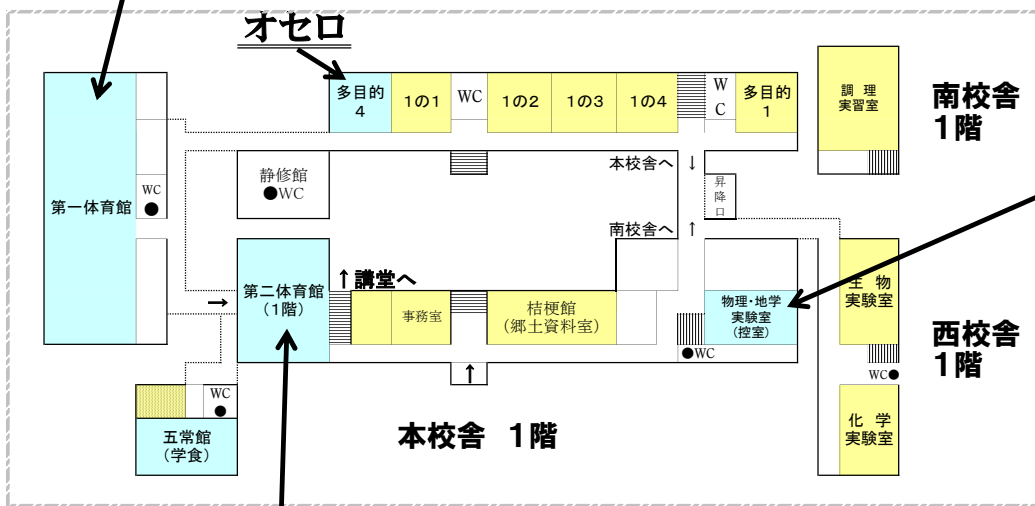 オセロ
多目的
4
1の1
WC
1の2
1の3
1の4
W
C
多目的
1
調 理
実習室
南校舎
1階
静修館
●WC
本校舎へ ↓
昇
降
口
WC
●
第一体育館
南校舎へ ↑
↑講堂へ
第二体育館
(1階)
→
事務室
桔梗館
(郷土資料室)
物理・地学
実験室
(控室)
●WC
生 物
実験室
西校舎
1階
WC●
化 学
実験室
↑
WC
●
五常館
(学食)
本校舎 1階